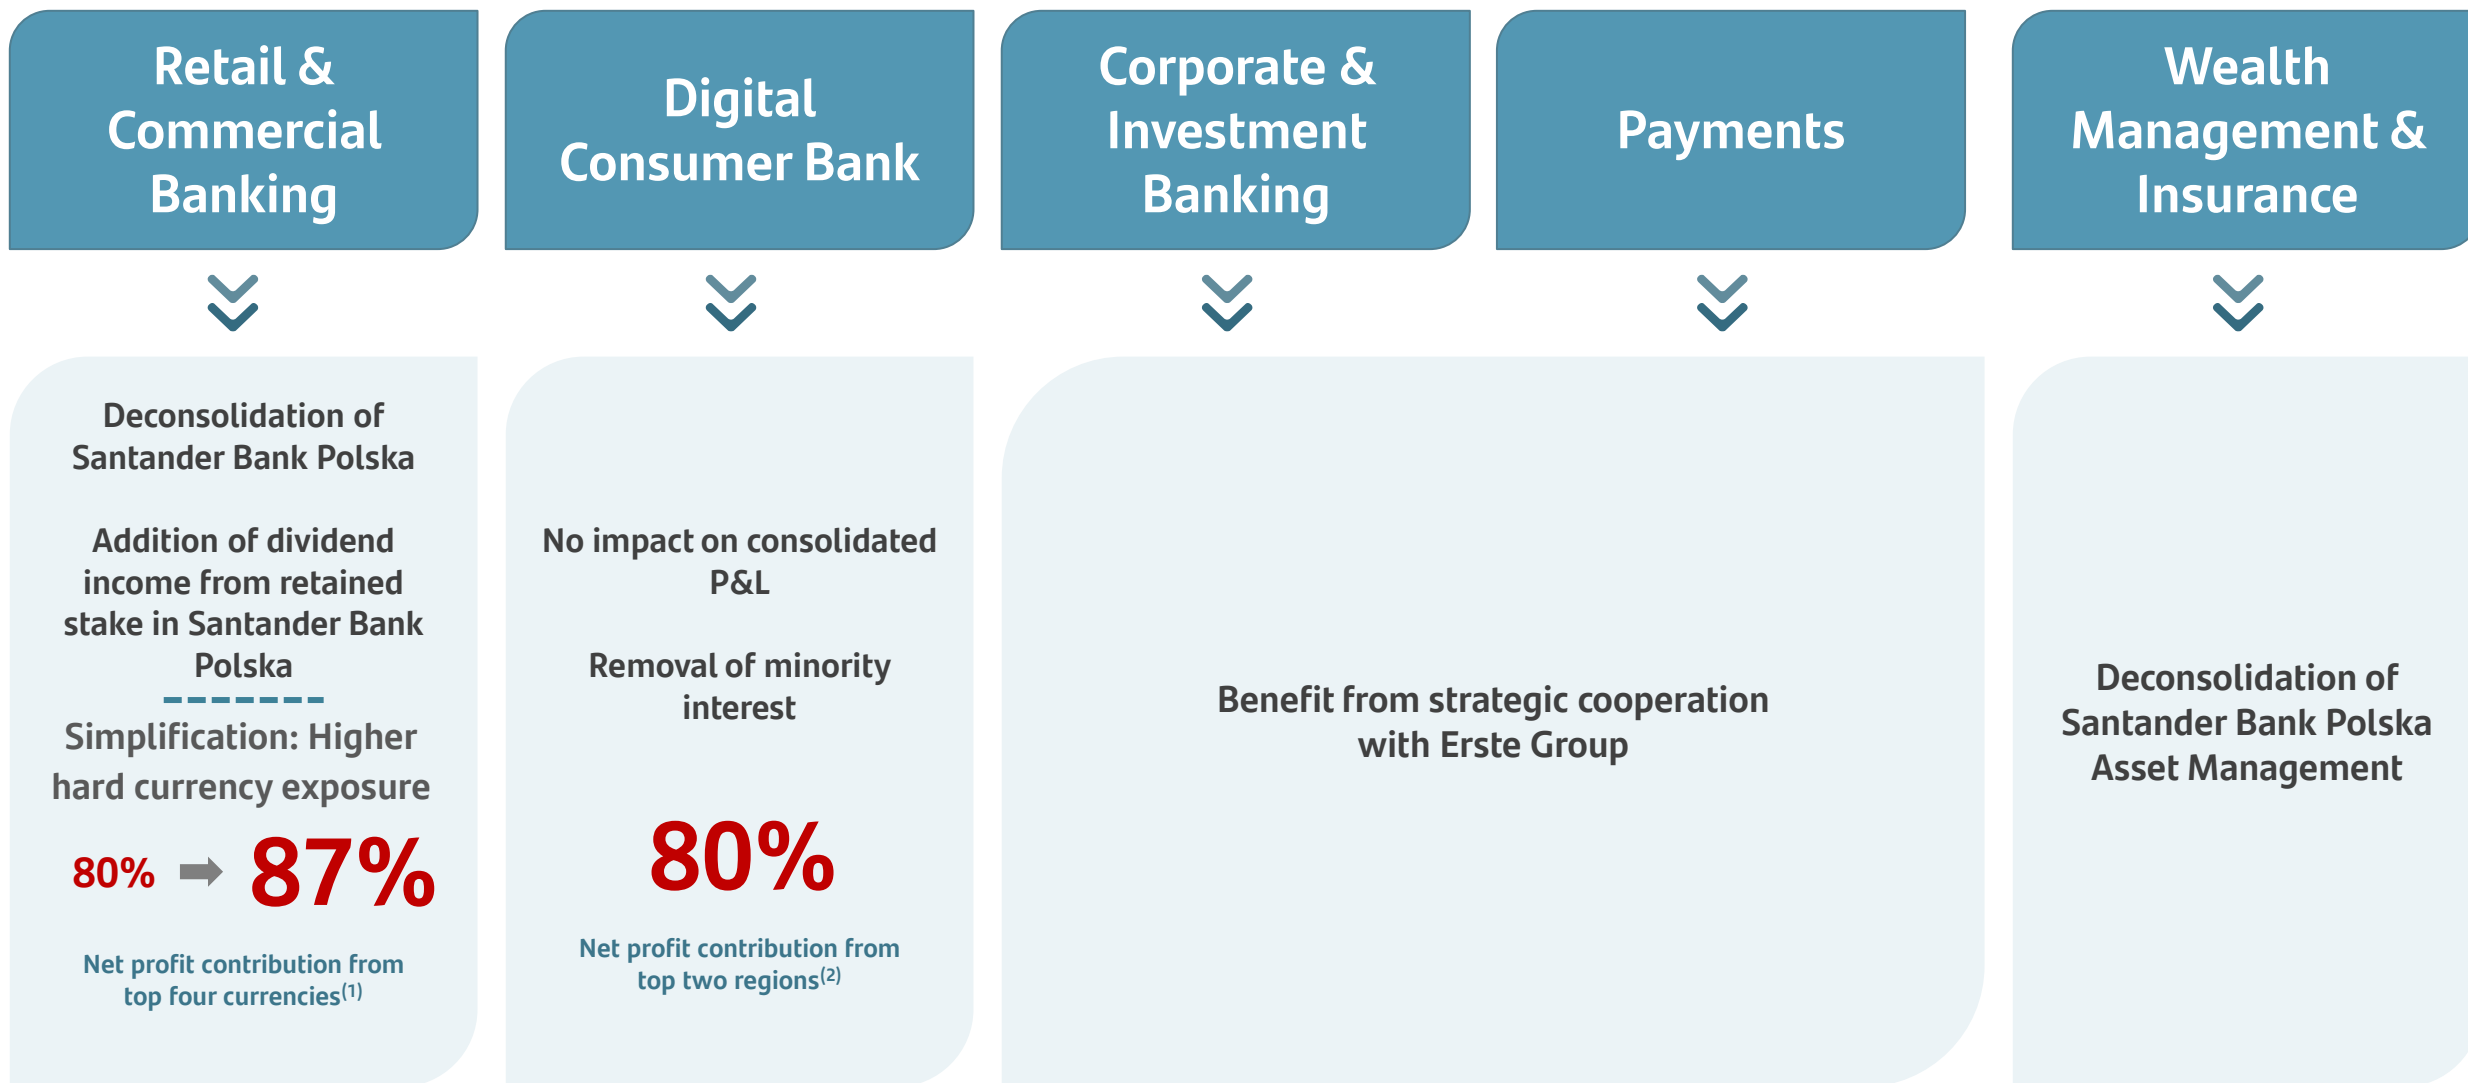 Retail &
Commercial
Banking
Digital
Consumer Bank
Corporate &
Investment
Banking
Payments
Wealth
Management &
Insurance
Deconsolidation of
Santander Bank Polska
Addition of dividend
income from retained
stake in Santander Bank
Polska
Simplification: Higher
hard currency exposure
80% 87%
Net profit contribution from
top four currencies(1)
No impact on consolidated
P&L
Removal of minority
interest
80%
Net profit contribution from
top two regions(2)
Benefit from strategic cooperation
with Erste Group
Deconsolidation of
Santander Bank Polska
Asset Management